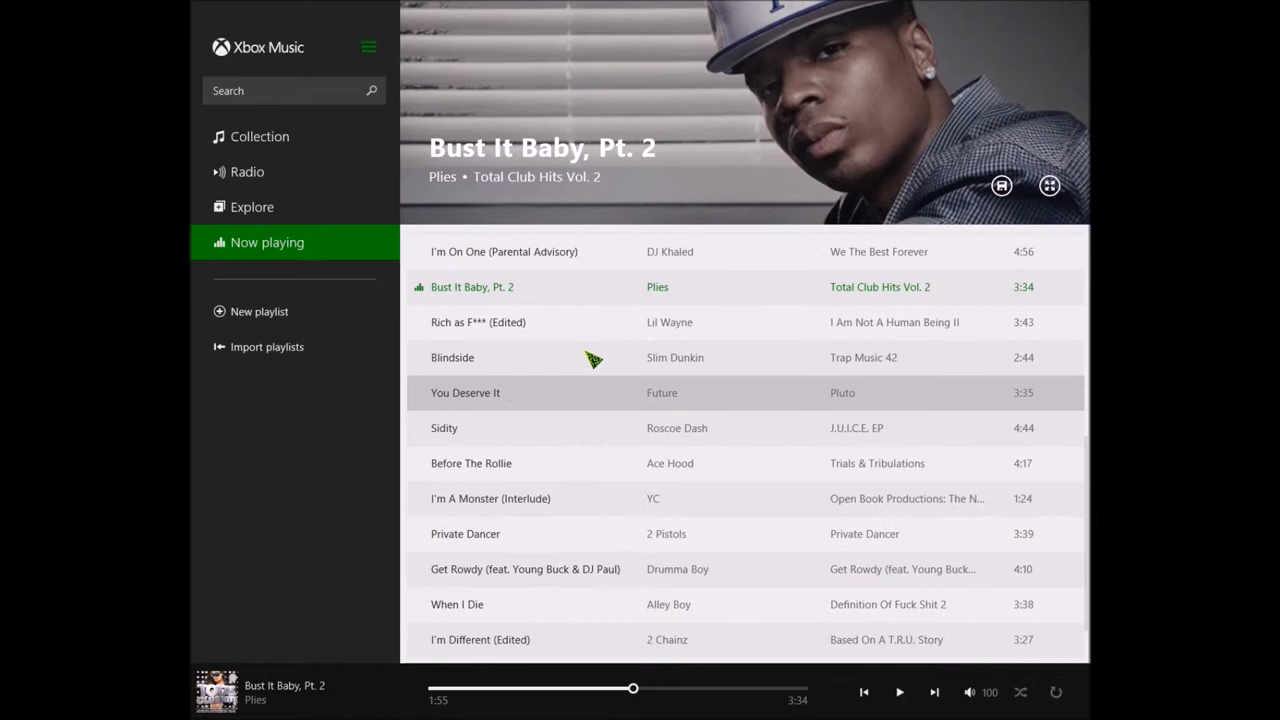 Xbox Music
Search
Collection
Radio
Explore
Now playing
New playlist
Import playlists
Bust It Baby, Pt. 2
Plies • Total Club Hits Vol. 2
I'm On One (Parental Advisory) DJ Khaled We The Best Forever 4:56
Bust It Baby, Pt. 2 Plies Total Club Hits Vol. 2 3:34
Rich as F*** (Edited) Lil Wayne I Am Not A Human Being II 3:43
Blindside Slim Dunkin Trap Music 42 2:44
You Deserve It Future Pluto 3:35
Sidity Roscoe Dash J.U.I.C.E. EP 4:44
Before The Rollie Ace Hood Trials & Tribulations 4:17
I'm A Monster (Interlude) YC Open Book Productions: The N... 1:24
Private Dancer 2 Pistols Private Dancer 3:39
Get Rowdy (feat. Young Buck & DJ Paul) Drumma Boy Get Rowdy (feat. Young Buck... 4:10
When I Die Alley Boy Definition Of Fuck Shit 2 3:38
I'm Different (Edited) 2 Chainz Based On A T.R.U. Story 3:27
Bust It Baby, Pt. 2
Plies
1:55 3:34
100